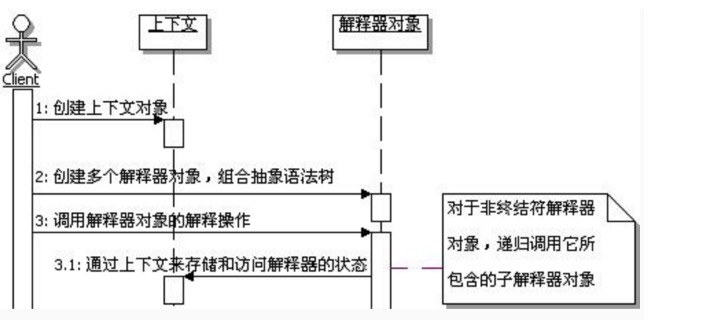 上下文
解释器对象
Client
1: 创建上下文对象
2: 创建多个解释器对象，组合抽象语法树
3: 调用解释器对象的解释操作
3.1: 通过上下文来存储和访问解释器的状态
对于非终结符解释器
对象，递归调用它所
包含的子解释器对象